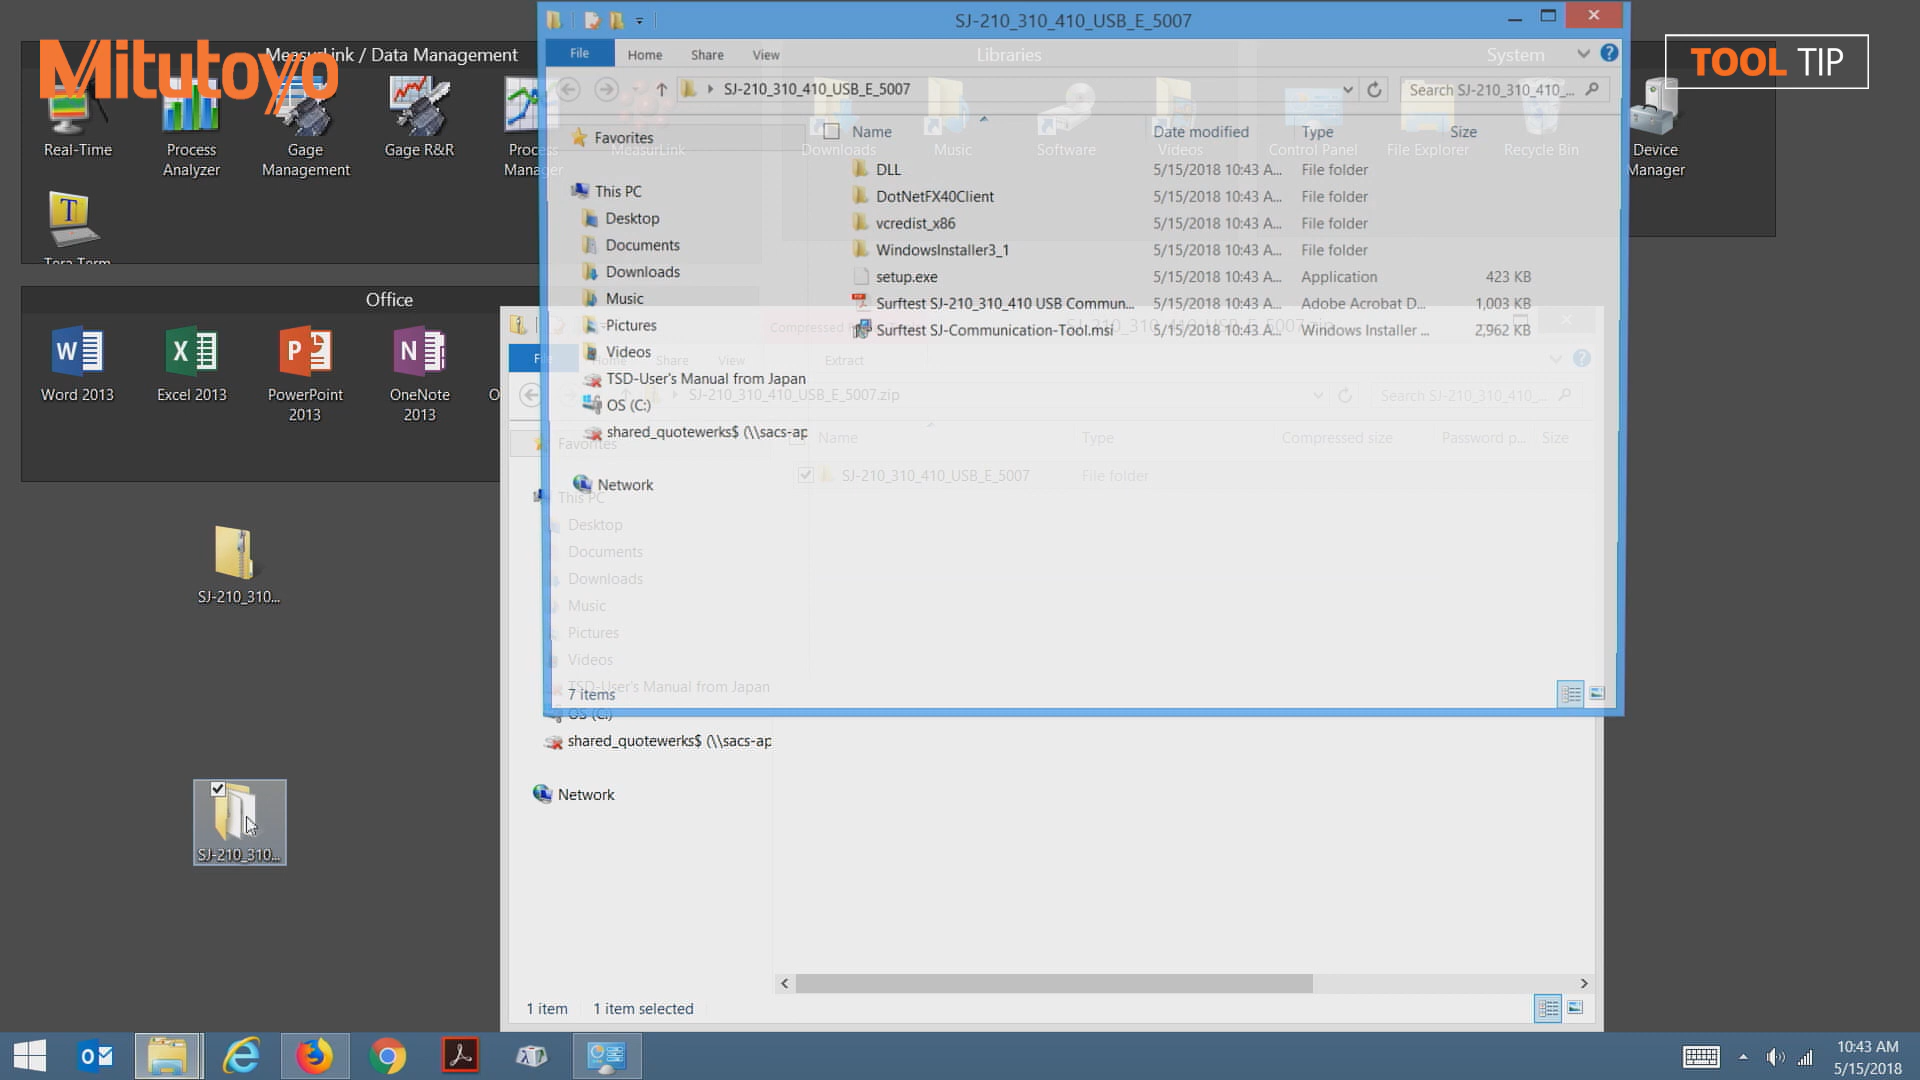 Mitutoyo
TOOL TIP
MeasurLink / Data Management
Real-Time
Process Analyzer
Gage Management
Gage R&R
Process Manager
Tera Term
Libraries
MeasurLink
Downloads
Music
Software
Videos
System
Control Panel
File Explorer
Recycle Bin
Device Manager
Office
Word 2013
Excel 2013
PowerPoint 2013
OneNote 2013
O
SJ-210_310...
SJ-210_310...
SJ-210_310_410_USB_E_5007
File Home Share View
SJ-210_310_410_USB_E_5007
Search SJ-210_310_410_...
Favorites
This PC
Desktop
Documents
Downloads
Music
Pictures
Videos
TSD-User's Manual from Japan
OS (C:)
shared_quotewerks$ (\\sacs-ap
Network
Name Date modified Type Size
DLL 5/15/2018 10:43 A... File folder
DotNetFX40Client 5/15/2018 10:43 A... File folder
vcredist_x86 5/15/2018 10:43 A... File folder
WindowsInstaller3_1 5/15/2018 10:43 A... File folder
setup.exe 5/15/2018 10:43 A... Application 423 KB
Surftest SJ-210_310_410 USB Commun... 5/15/2018 10:43 A... Adobe Acrobat D... 1,003 KB
Surftest SJ-Communication-Tool.msi 5/15/2018 10:43 A... Windows Installer ... 2,962 KB
7 items
Share View Extract
SJ-210_310_410_USB_E_5007.zip
Search SJ-210_310_410_...
Name Type Compressed size Password p... Size
SJ-210_310_410_USB_E_5007 File folder
Favorites
This PC
Desktop
Documents
Downloads
Music
Pictures
Videos
TSD-User's Manual from Japan
OS (C:)
shared_quotewerks$ (\\sacs-ap
Network
1 item 1 item selected
10:43 AM
5/15/2018